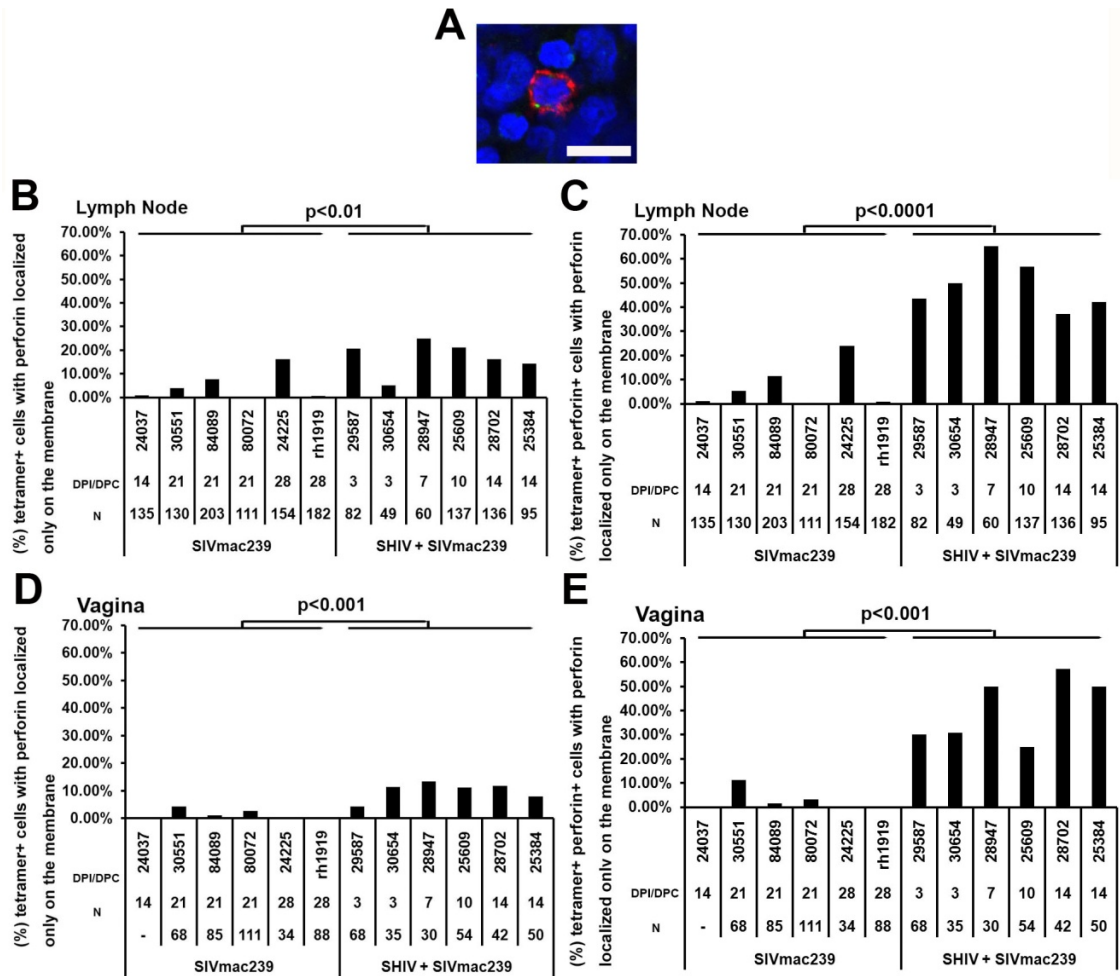 A
B
Lymph Node
p<0.01
(%) tetramer+ cells with perforin localized
only on the membrane
70.00%
60.00%
50.00%
40.00%
30.00%
20.00%
10.00%
0.00%
24037 30551 84089 80072 24225 rh1919 29587 30654 28947 25609 28702 25384
DPI/DPC 14 21 21 21 28 28 3 3 7 10 14 14
N 135 130 203 111 154 182 82 49 60 137 136 95
SIVmac239 SHIV + SIVmac239
C
Lymph Node
p<0.0001
(%) tetramer+ perforin+ cells with perforin
localized only on the membrane
70.00%
60.00%
50.00%
40.00%
30.00%
20.00%
10.00%
0.00%
24037 30551 84089 80072 24225 rh1919 29587 30654 28947 25609 28702 25384
DPI/DPC 14 21 21 21 28 28 3 3 7 10 14 14
N 135 130 203 111 154 182 82 49 60 137 136 95
SIVmac239 SHIV + SIVmac239
D
Vagina
p<0.001
(%) tetramer+ cells with perforin localized
only on the membrane
70.00%
60.00%
50.00%
40.00%
30.00%
20.00%
10.00%
0.00%
24037 30551 84089 80072 24225 rh1919 29587 30654 28947 25609 28702 25384
DPI/DPC 14 21 21 21 28 28 3 3 7 10 14 14
N - 68 85 111 34 88 68 35 30 54 42 50
SIVmac239 SHIV + SIVmac239
E
Vagina
p<0.001
(%) tetramer+ perforin+ cells with perforin
localized only on the membrane
70.00%
60.00%
50.00%
40.00%
30.00%
20.00%
10.00%
0.00%
24037 30551 84089 80072 24225 rh1919 29587 30654 28947 25609 28702 25384
DPI/DPC 14 21 21 21 28 28 3 3 7 10 14 14
N - 68 85 111 34 88 68 35 30 54 42 50
SIVmac239 SHIV + SIVmac239